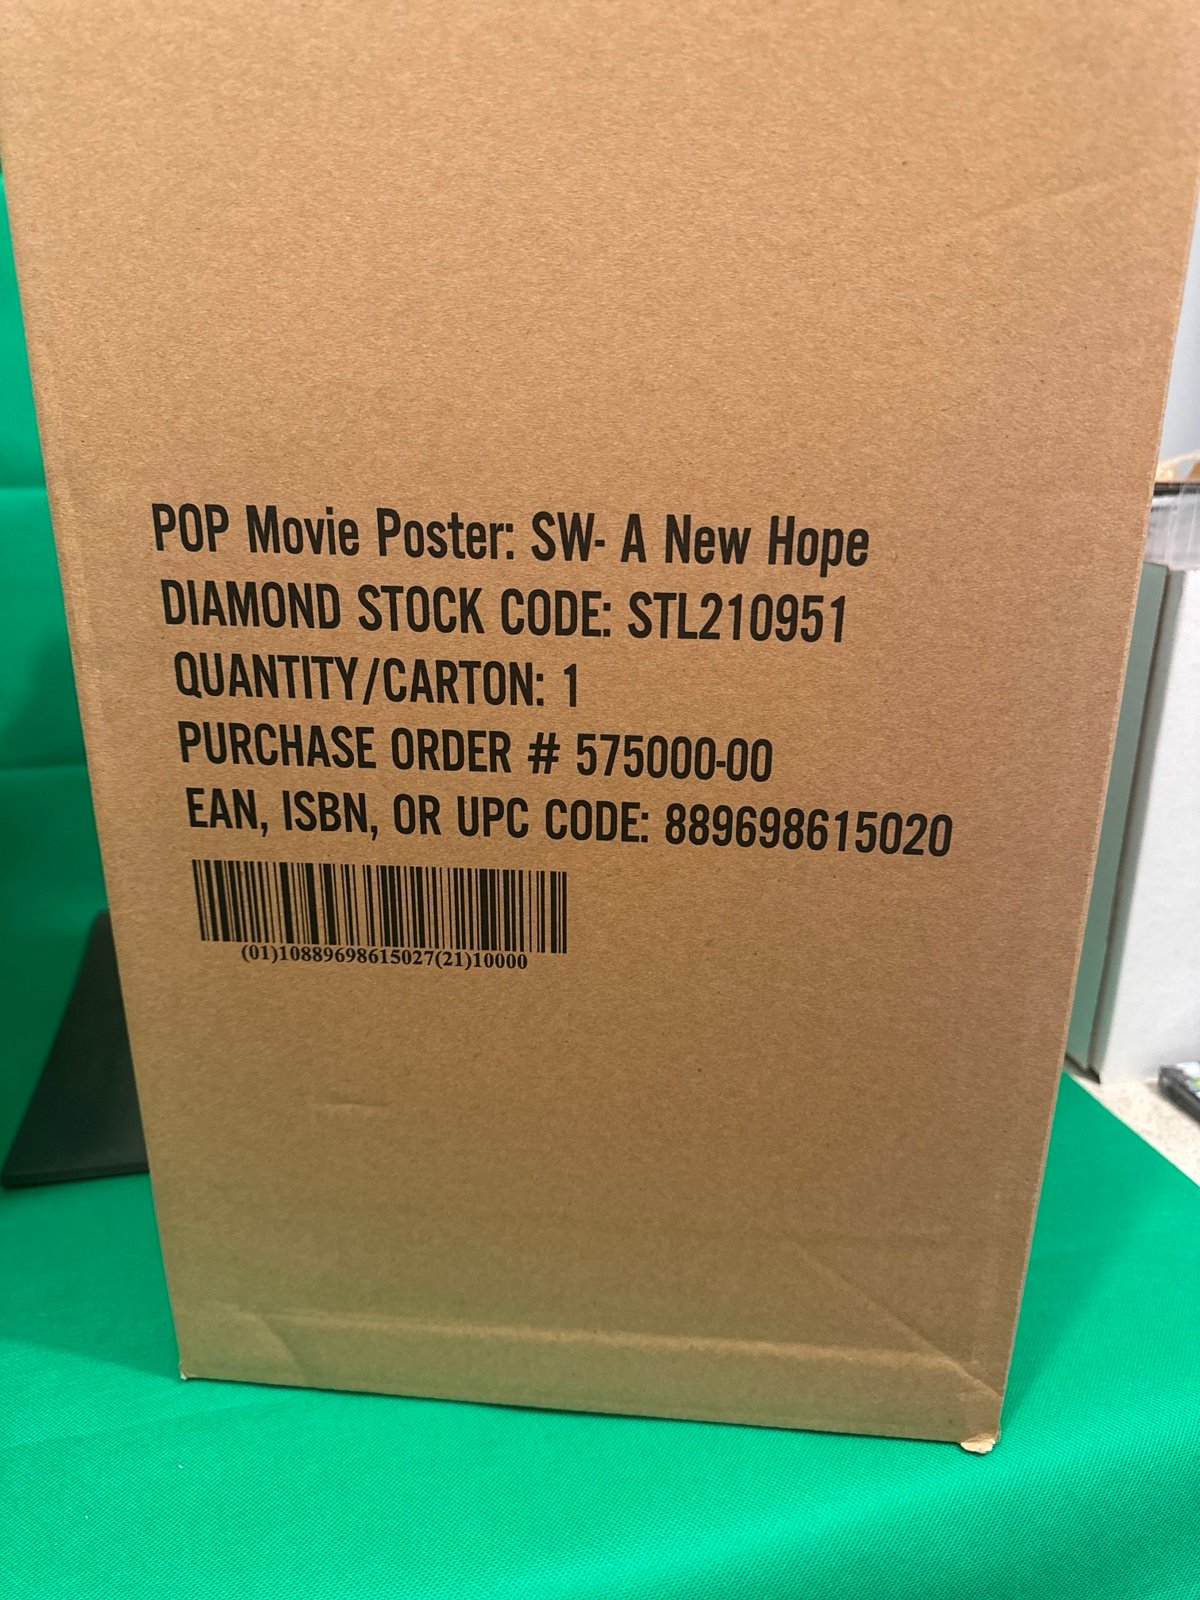 POP Movie Poster: SW- A New Hope
DIAMOND STOCK CODE: STL210951
QUANTITY/CARTON: 1
PURCHASE ORDER # 575000-00
EAN, ISBN, OR UPC CODE: 889698615020
(01)10889698615027(21)10000